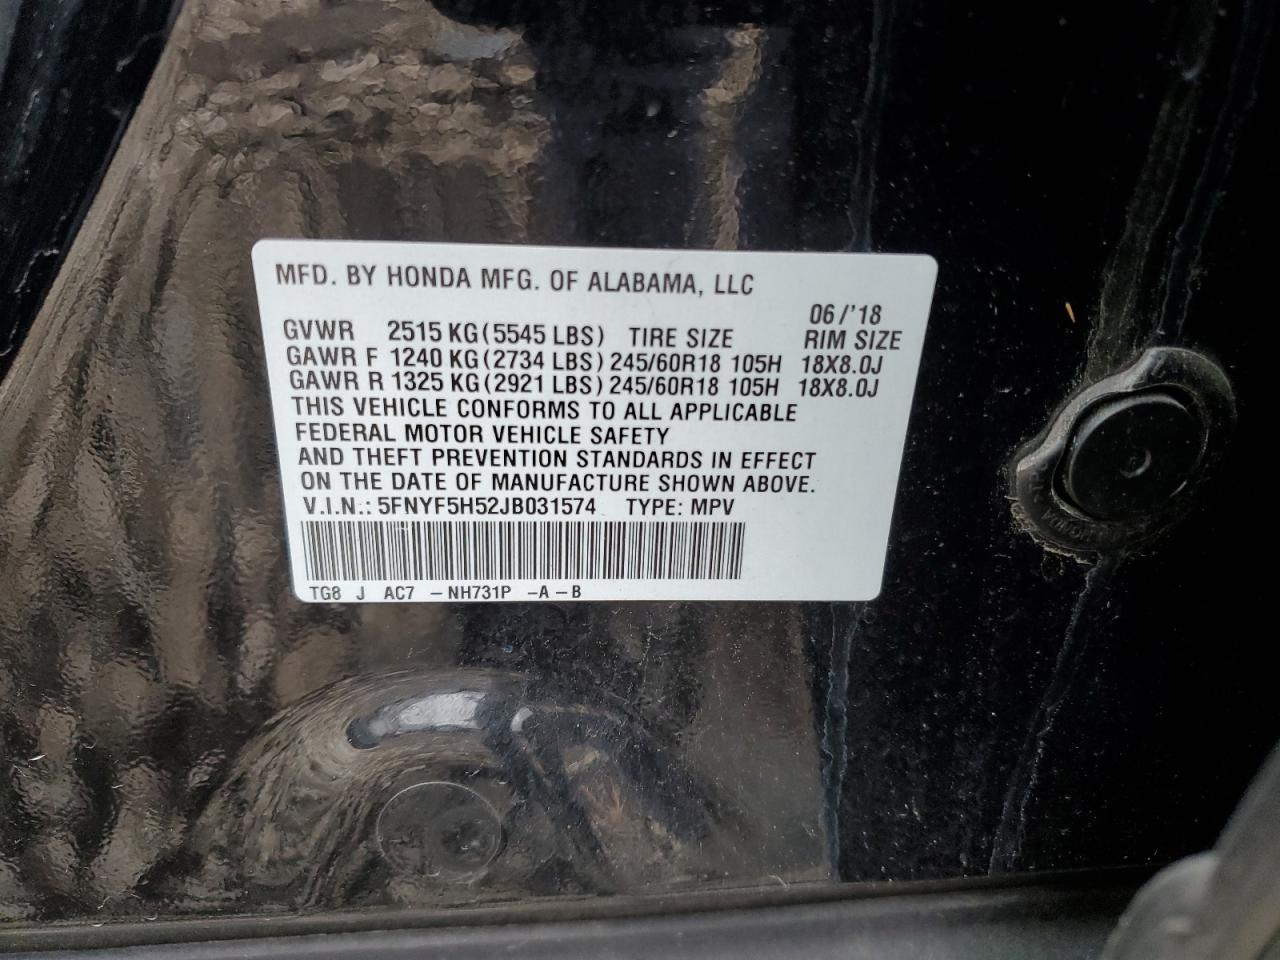 MFD. BY HONDA MFG. OF ALABAMA, LLC
06/'18
GVWR 2515 KG (5545 LBS) TIRE SIZE RIM SIZE
GAWR F 1240 KG (2734 LBS) 245/60R18 105H 18X8.0J
GAWR R 1325 KG (2921 LBS) 245/60R18 105H 18X8.0J
THIS VEHICLE CONFORMS TO ALL APPLICABLE
FEDERAL MOTOR VEHICLE SAFETY
AND THEFT PREVENTION STANDARDS IN EFFECT
ON THE DATE OF MANUFACTURE SHOWN ABOVE.
V.I.N.: 5FNYF5H52JB031574 TYPE: MPV
TG8 J AC7 -NH731P -A-B